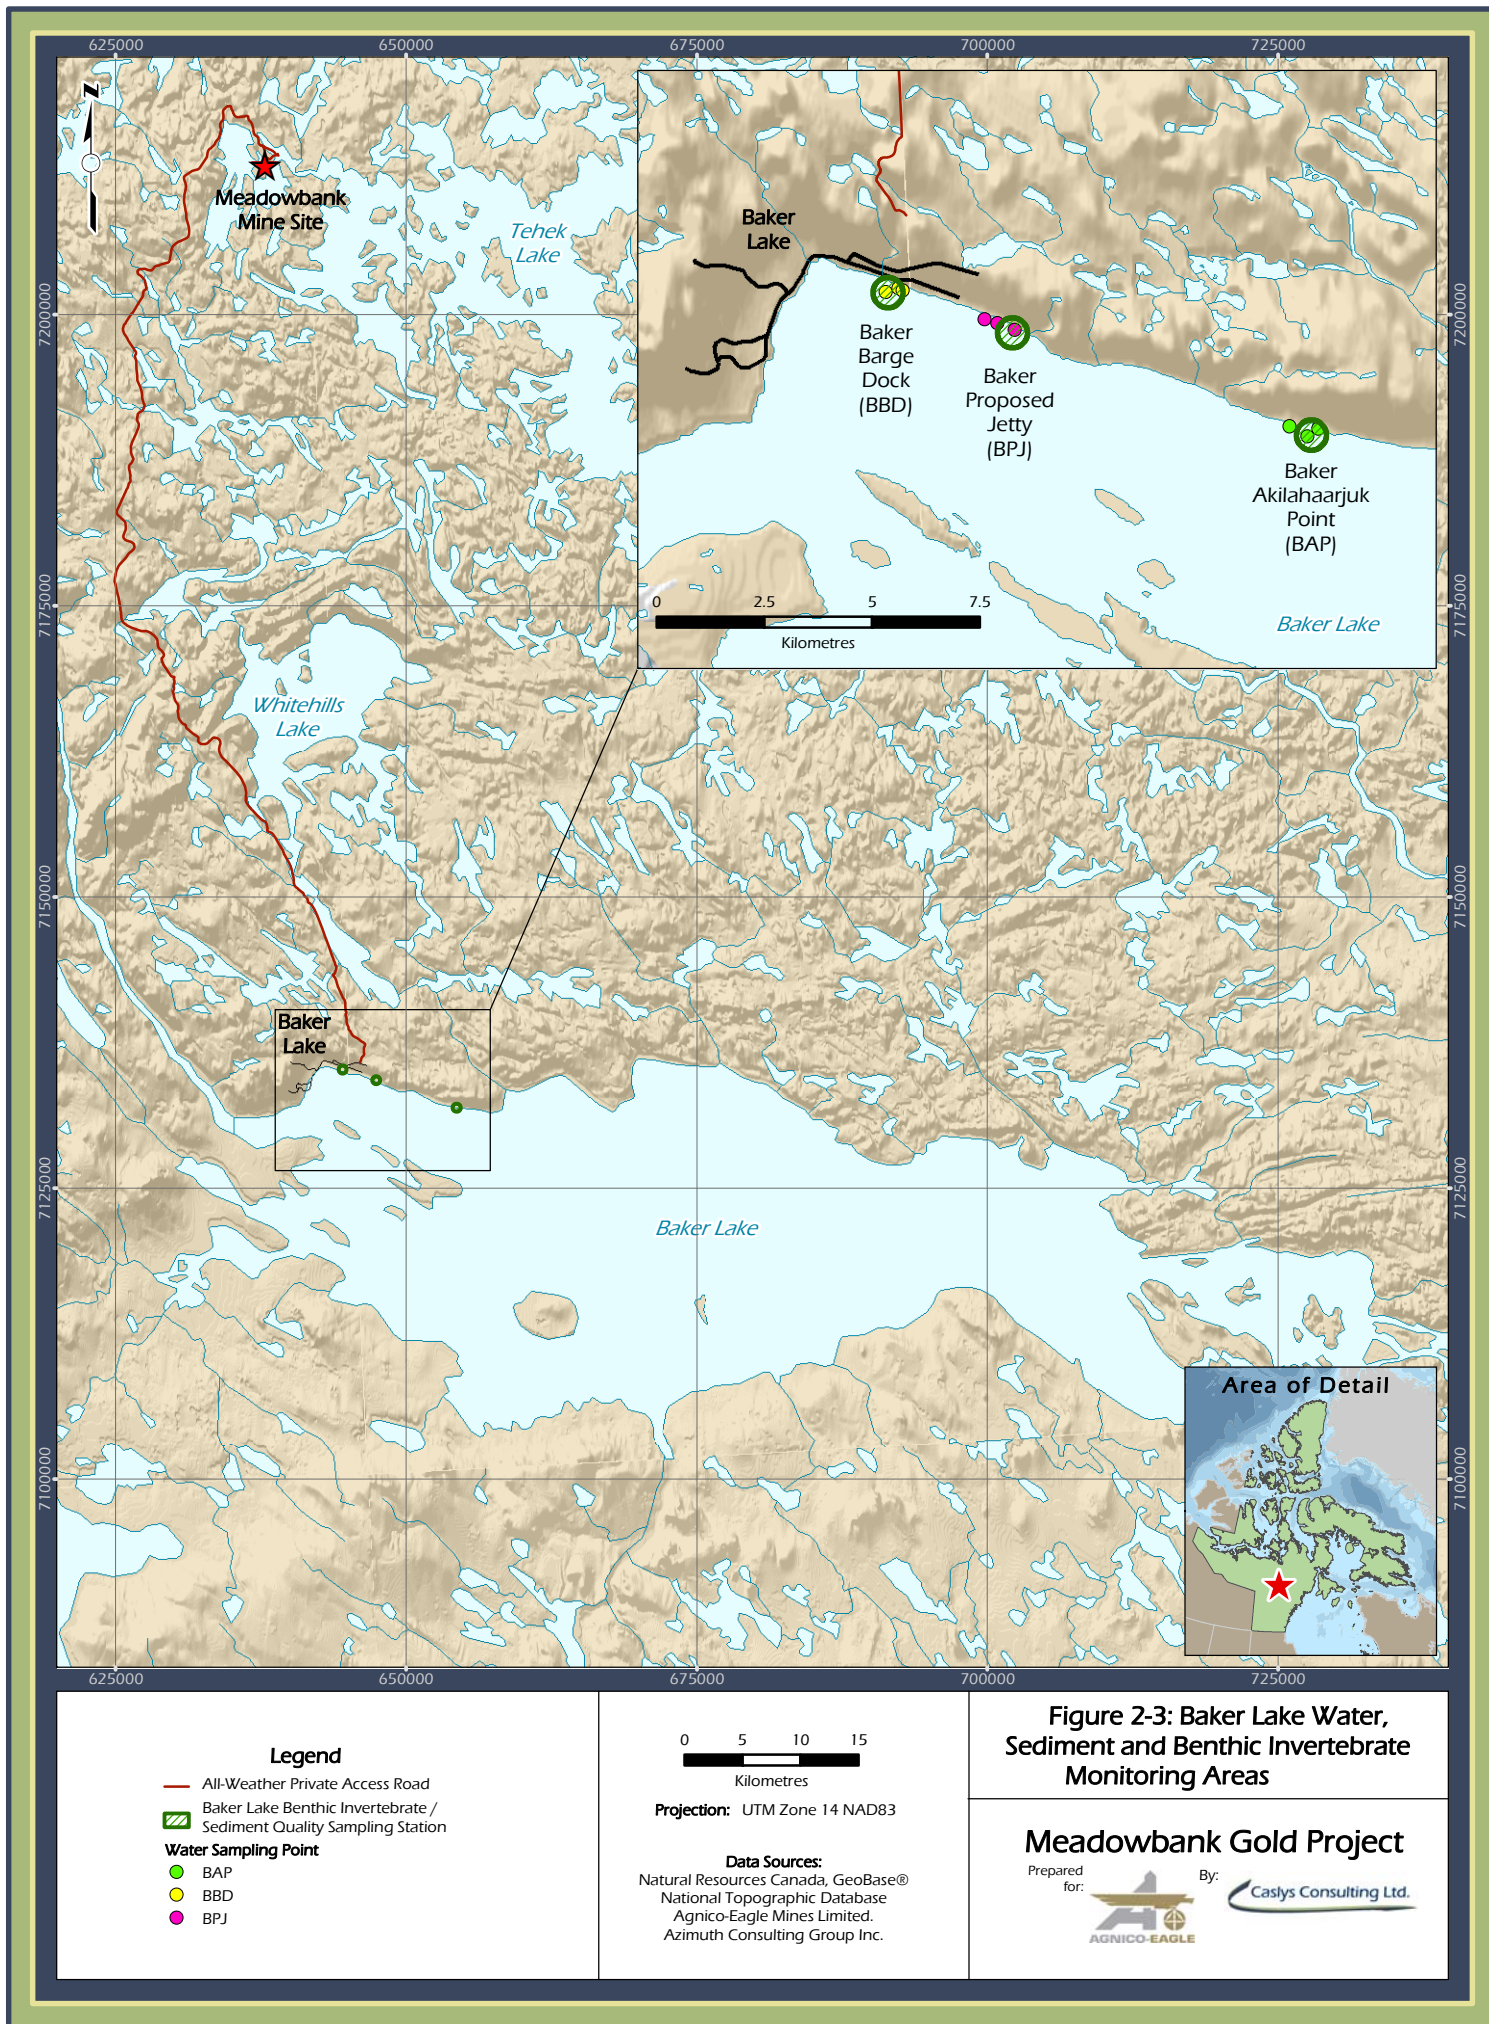 625000
650000
675000
700000
725000
N
Meadowbank
Mine Site
Tehek
Lake
7200000
7175000
7150000
7125000
7100000
Whitehills
Lake
Baker
Lake
Baker Lake
Baker
Lake
Baker
Barge
Dock
(BBD)
Baker
Proposed
Jetty
(BPJ)
Baker
Akilahaarjuk
Point
(BAP)
0 2.5 5 7.5
Kilometres
Baker Lake
7200000
7175000
7150000
7125000
7100000
Area of Detail
625000
650000
675000
700000
725000
Legend
All-Weather Private Access Road
Baker Lake Benthic Invertebrate /
Sediment Quality Sampling Station
Water Sampling Point
BAP
BBD
BPJ
0 5 10 15
Kilometres
Projection: UTM Zone 14 NAD83
Data Sources:
Natural Resources Canada, GeoBase®
National Topographic Database
Agnico-Eagle Mines Limited.
Azimuth Consulting Group Inc.
Figure 2-3: Baker Lake Water,
Sediment and Benthic Invertebrate
Monitoring Areas
Meadowbank Gold Project
Prepared
for:
AGNICO-EAGLE
By:
Caslys Consulting Ltd.